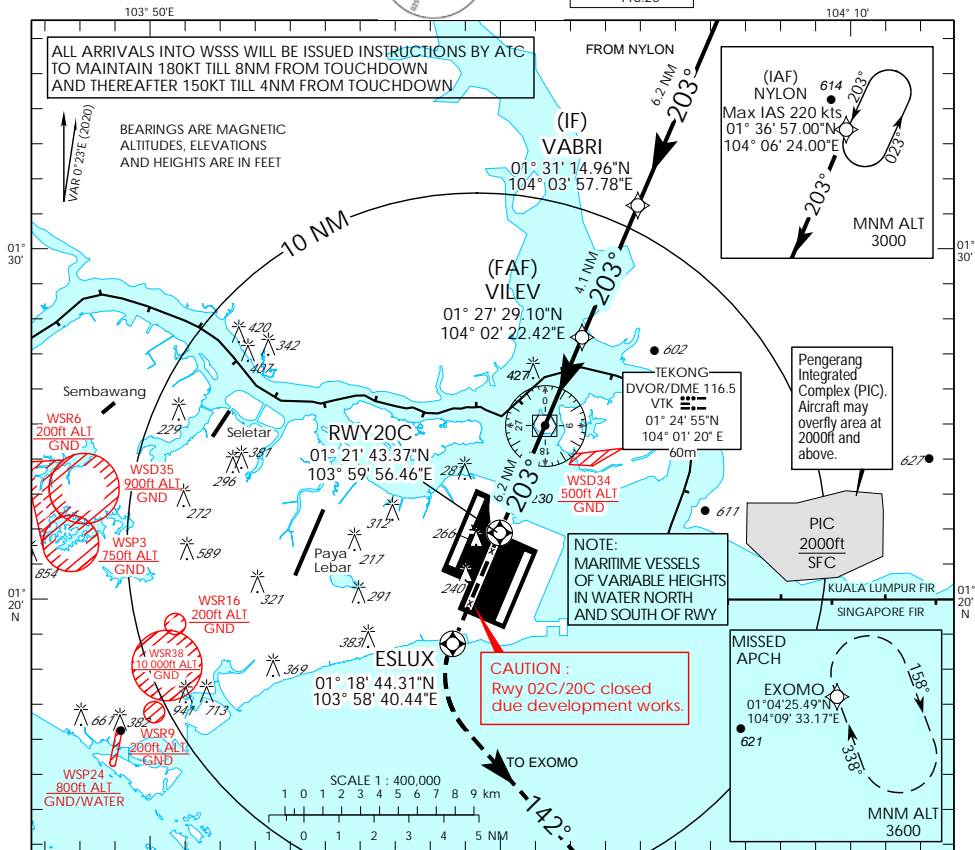 103° 50'E
104° 10'
ALL ARRIVALS INTO WSSS WILL BE ISSUED INSTRUCTIONS BY ATC
TO MAINTAIN 180KT TILL 8NM FROM TOUCHDOWN
AND THEREAFTER 150KT TILL 4NM FROM TOUCHDOWN
VAR 0°23'E (2020)
BEARINGS ARE MAGNETIC
ALTITUDES, ELEVATIONS
AND HEIGHTS ARE IN FEET
FROM NYLON
6.2 NM
203°
(IAF)
NYLON
Max IAS 220 kts
01° 36' 57.00"N
104° 06' 24.00"E
614
203°
023°
203°
MNM ALT
3000
(IF)
VABRI
01° 31' 14.96"N
104° 03' 57.78"E
10 NM
01°
30'
01°
30'
4.1 NM
203°
(FAF)
VILEV
01° 27' 29.10"N
104° 02' 22.42"E
420
342
407
427
602
TEKONG
DVOR/DME 116.5
VTK
01° 24' 55"N
104° 01' 20" E
60m
0
9
18
27
Pengerang
Integrated
Complex (PIC).
Aircraft may
overfly area at
2000ft and
above.
627
Sembawang
WSR6
200ft ALT
GND
229
Seletar
381
296
RWY20C
01° 21' 43.37"N
103° 59' 56.46"E
287
6.2 NM
203°
230
WSD34
500ft ALT
GND
WSD35
900ft ALT
GND
272
312
266
611
PIC
2000ft
SFC
WSP3
750ft ALT
GND
589
854
Paya
Lebar
217
321
291
240
NOTE:
MARITIME VESSELS
OF VARIABLE HEIGHTS
IN WATER NORTH
AND SOUTH OF RWY
KUALA LUMPUR FIR
SINGAPORE FIR
01°
20'
N
01°
20'
N
WSR16
200ft ALT
GND
383
369
WSR38
10 000ft ALT
GND
941
713
ESLUX
01° 18' 44.31"N
103° 58' 40.44"E
CAUTION :
Rwy 02C/20C closed
due development works.
MISSED
APCH
EXOMO
01°04'25.49"N
104°09' 33.17"E
158°
338°
621
MNM ALT
3600
661
382
WSR9
200ft ALT
GND
WSP24
800ft ALT
GND/WATER
TO EXOMO
142°
SCALE 1 : 400,000
1 0 1 2 3 4 5 6 7 8 9 km
1 0 1 2 3 4 5 NM